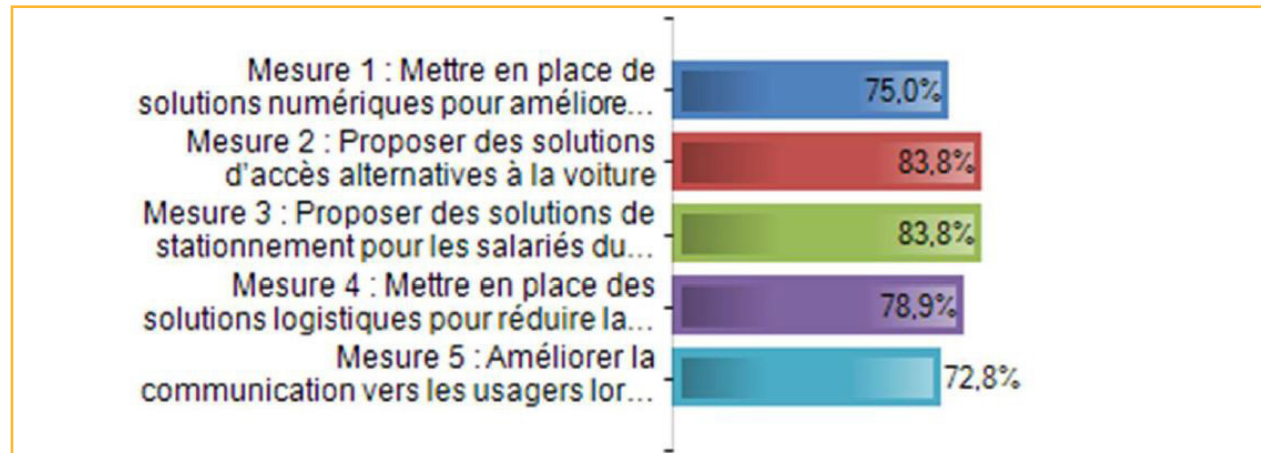 Mesure 1 : Mettre en place de
solutions numériques pour améliore...
75,0%
Mesure 2 : Proposer des solutions
d'accès alternatives à la voiture
83,8%
Mesure 3 : Proposer des solutions de
stationnement pour les salariés du...
83,8%
Mesure 4 : Mettre en place des
solutions logistiques pour réduire la...
78,9%
Mesure 5 : Améliorer la
communication vers les usagers lor...
72,8%